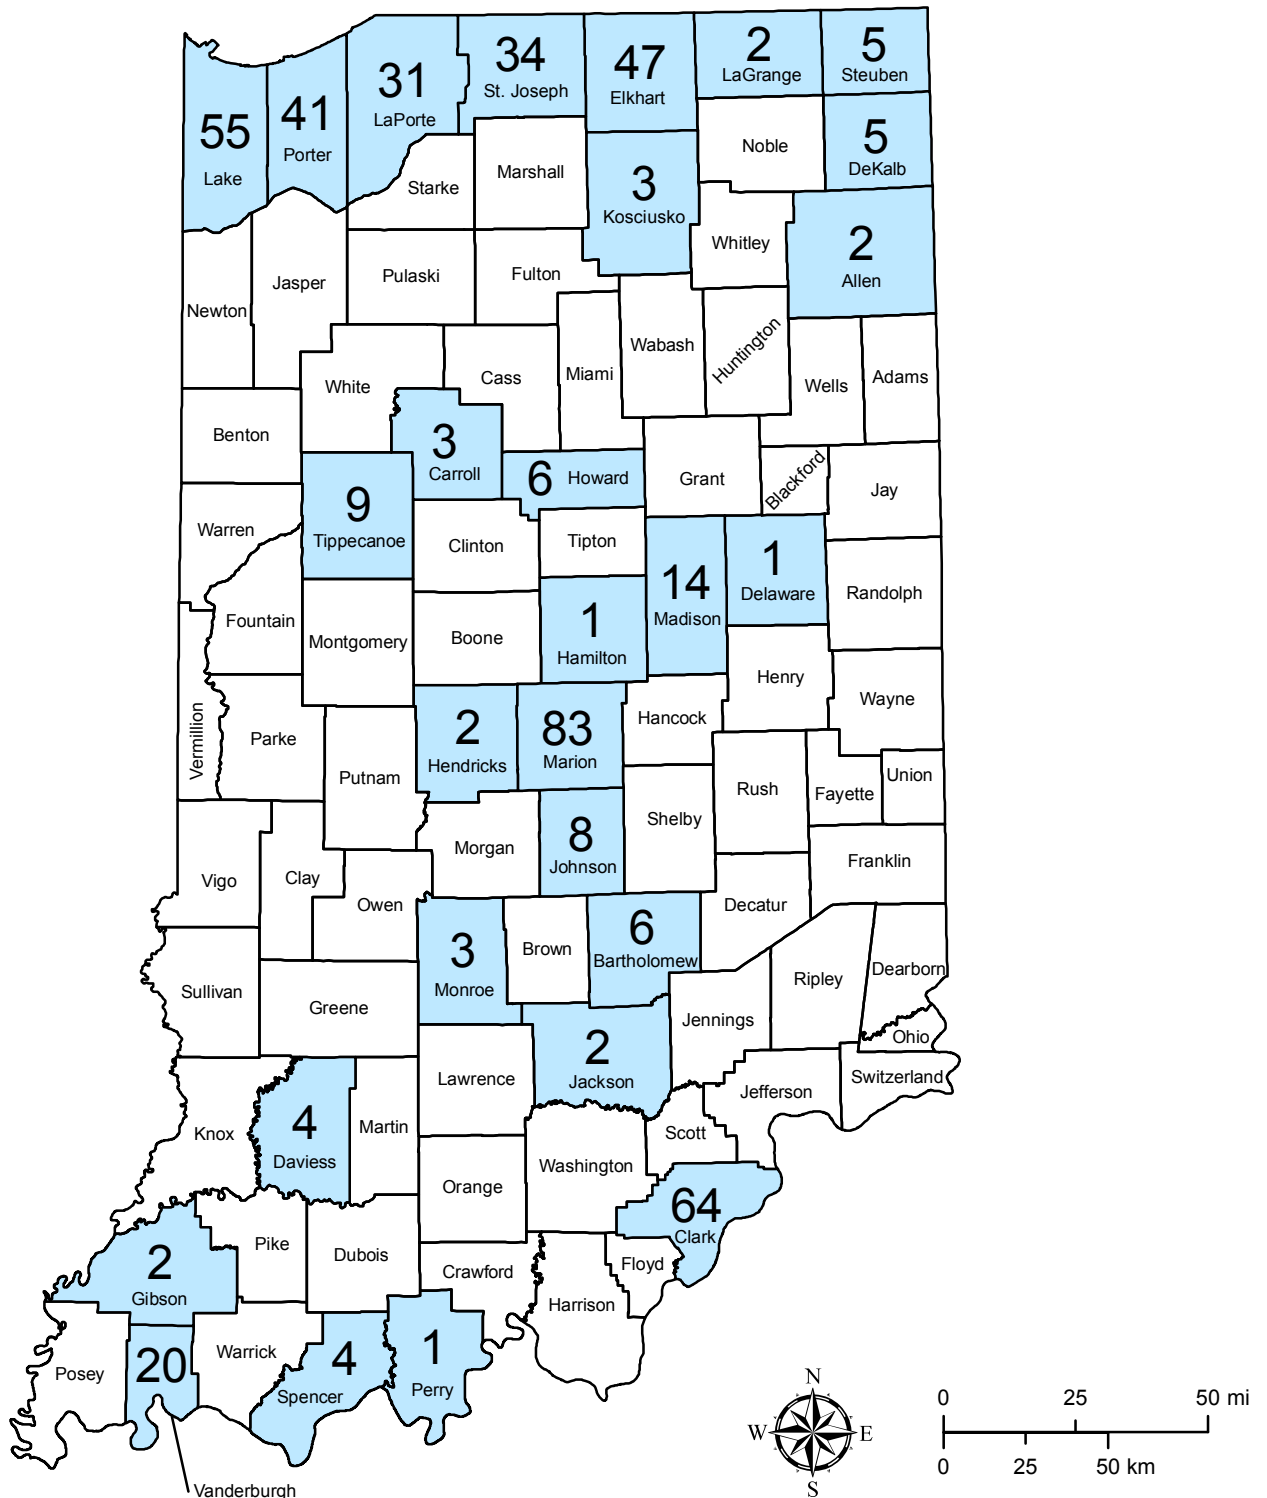 34
47
2
5
31
St. Joseph
Elkhart
LaGrange
Steuben
55
41
LaPorte
Lake
Porter
5
Noble
DeKalb
Starke
Marshall
3
Kosciusko
Whitley
2
Allen
Newton
Jasper
Pulaski
Fulton
White
Cass
Miami
Wabash
Huntington
Wells
Adams
Benton
3
Carroll
6
Howard
Grant
Blackford
Jay
Warren
9
Tippecanoe
Clinton
Tipton
14
Madison
1
Delaware
Randolph
Fountain
Montgomery
Boone
1
Hamilton
Henry
Wayne
Vermillion
Parke
Putnam
2
Hendricks
83
Marion
Hancock
Rush
Fayette
Union
Vigo
Clay
Owen
Morgan
8
Johnson
Shelby
Decatur
Franklin
Sullivan
Greene
3
Monroe
Brown
6
Bartholomew
Jennings
Ripley
Dearborn
Ohio
Knox
4
Daviess
Martin
Lawrence
2
Jackson
Jefferson
Switzerland
Scott
Washington
Orange
64
Clark
2
Gibson
Pike
Dubois
Crawford
Harrison
Floyd
Posey
20
Warrick
4
Spencer
1
Perry
Vanderburgh
N
W
E
S
0
25
50 mi
0
25
50 km